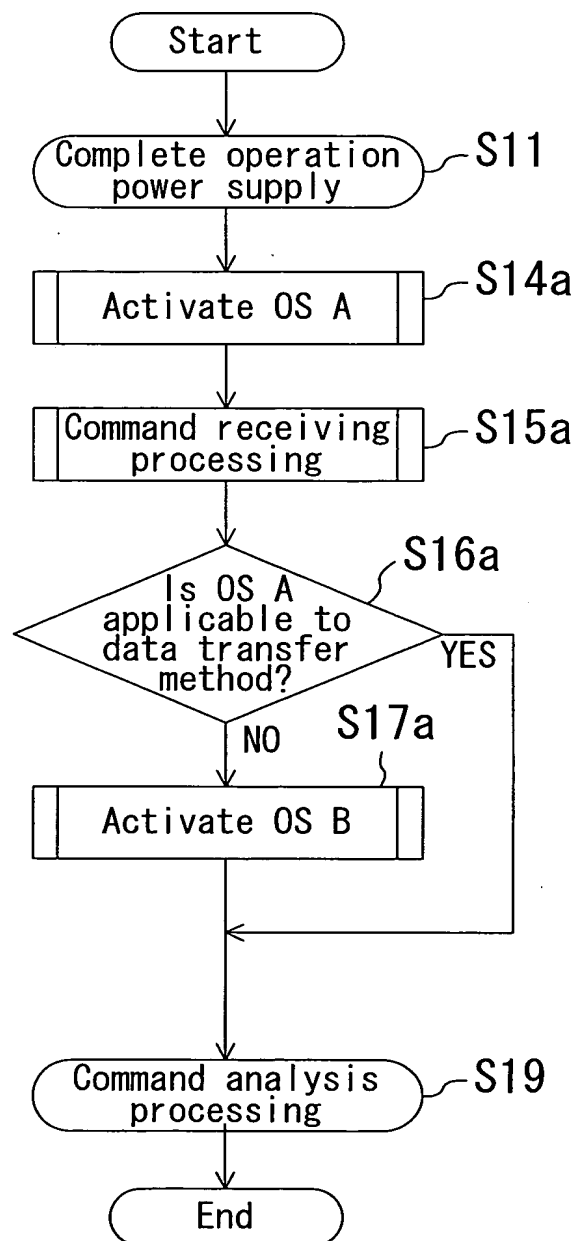 Start
Complete operation
power supply
S11
Activate OS A
S14a
Command receiving
processing
S15a
S16a
Is OS A
applicable to
data transfer
method?
YES
NO
S17a
Activate OS B
Command analysis
processing
S19
End